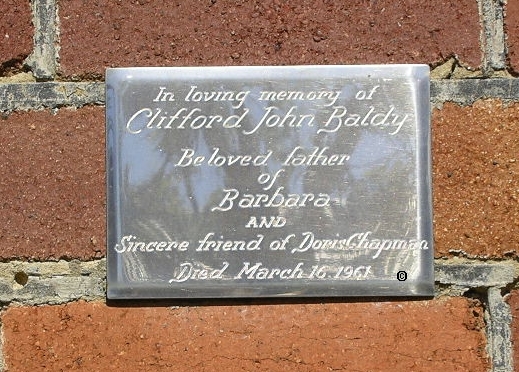 In loving memory of
Clifford John Baldy
Beloved father
of
Barbara
AND
Sincere friend of Doris Chapman
Died March 16, 1961
©